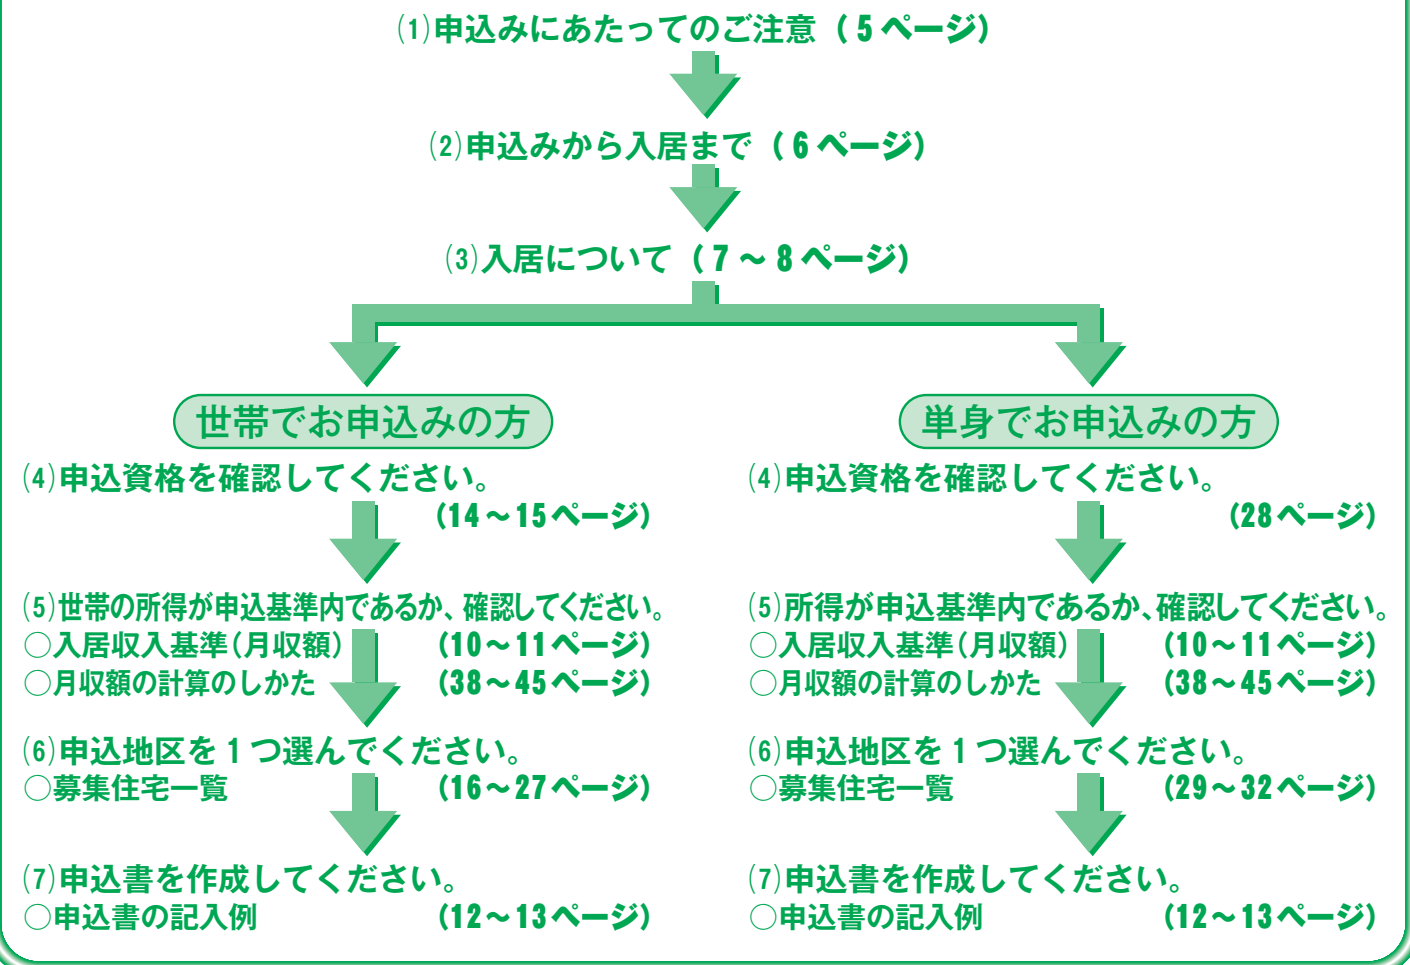 (1)申込みにあたってのご注意（5ページ）
(2)申込みから入居まで（6ページ）
(3)入居について（7～8ページ）
世帯でお申込みの方
(4)申込資格を確認してください。
(14～15ページ)
(5)世帯の所得が申込基準内であるか、確認してください。
○入居収入基準(月収額) (10～11ページ)
○月収額の計算のしかた (38～45ページ)
(6)申込地区を1つ選んでください。
○募集住宅一覧 (16～27ページ)
(7)申込書を作成してください。
○申込書の記入例 (12～13ページ)
単身でお申込みの方
(4)申込資格を確認してください。
(28ページ)
(5)所得が申込基準内であるか、確認してください。
○入居収入基準(月収額) (10～11ページ)
○月収額の計算のしかた (38～45ページ)
(6)申込地区を1つ選んでください。
○募集住宅一覧 (29～32ページ)
(7)申込書を作成してください。
○申込書の記入例 (12～13ページ)